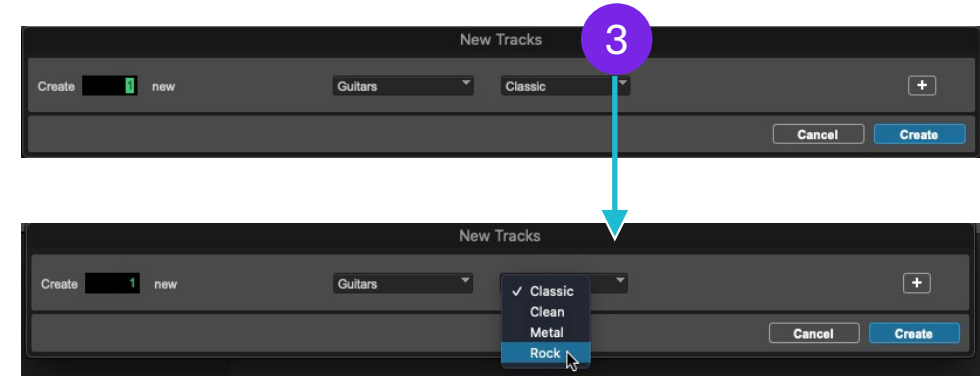 New Tracks
3
Create 1 new Guitars Classic +
Cancel Create
New Tracks
Create 1 new Guitars +
✓ Classic
Clean
Metal
Rock
Cancel Create